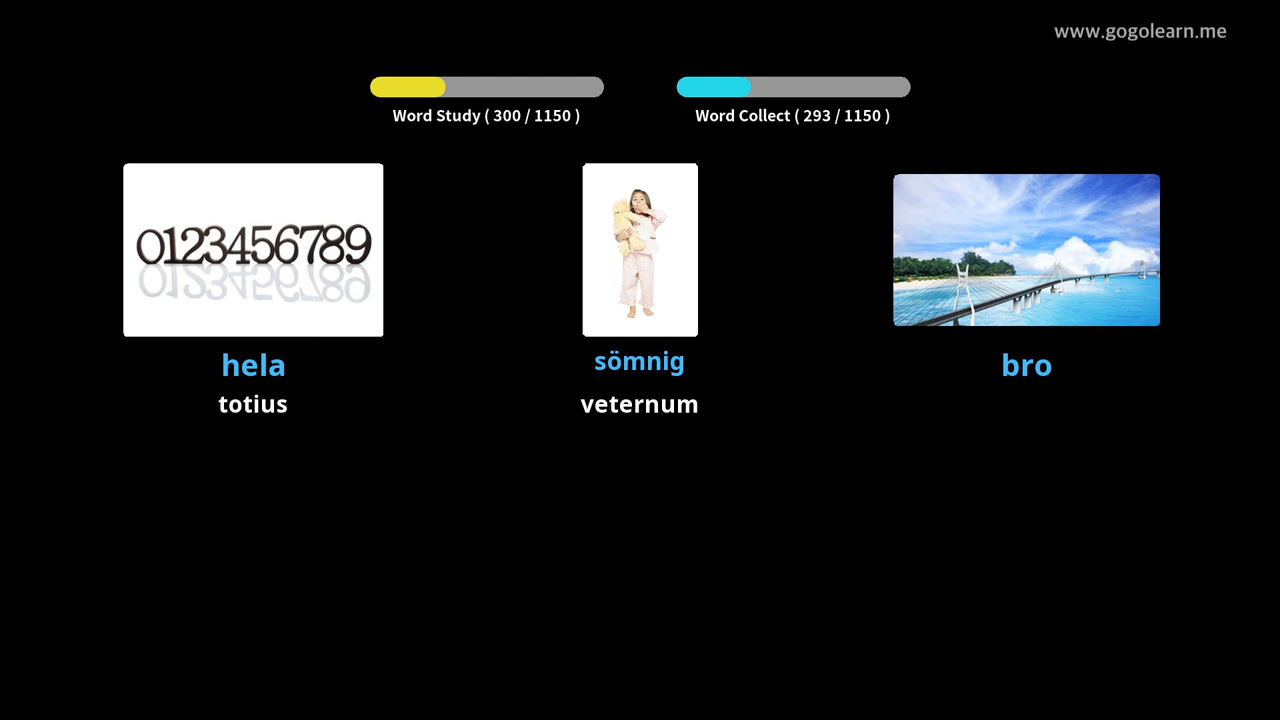 www.gogolearn.me
Word Study ( 300 / 1150 )
Word Collect ( 293 / 1150 )
0123456789
hela
sömnig
bro
totius
veternum